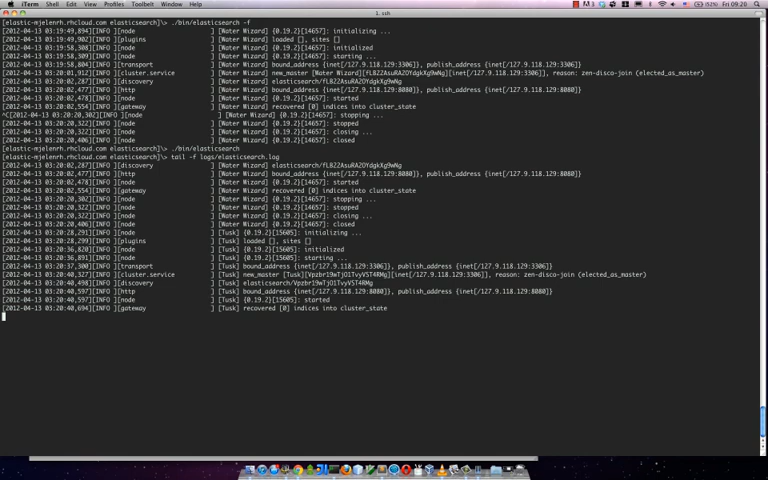 iTerm Shell Edit View Profiles Toolbelt Window Help Fri 09:20
1. ssh
[elastic-mjelenrh.rhcloud.com elasticsearch]\> ./bin/elasticsearch -f
[2012-04-13 03:19:49,894][INFO ][node ] [Water Wizard] {0.19.2}[14657]: initializing ...
[2012-04-13 03:19:49,902][INFO ][plugins ] [Water Wizard] loaded [], sites []
[2012-04-13 03:19:58,308][INFO ][node ] [Water Wizard] {0.19.2}[14657]: initialized
[2012-04-13 03:19:58,309][INFO ][node ] [Water Wizard] {0.19.2}[14657]: starting ...
[2012-04-13 03:19:58,804][INFO ][transport ] [Water Wizard] bound_address {inet[/127.9.118.129:3306]}, publish_address {inet[/127.9.118.129:3306]}
[2012-04-13 03:20:01,912][INFO ][cluster.service ] [Water Wizard] new_master [Water Wizard][fL8Z2AsuRAZOYdgkXg9wNg][inet[/127.9.118.129:3306]], reason: zen-disco-join (elected_as_master)
[2012-04-13 03:20:02,287][INFO ][discovery ] [Water Wizard] elasticsearch/fL8Z2AsuRAZOYdgkXg9wNg
[2012-04-13 03:20:02,477][INFO ][http ] [Water Wizard] bound_address {inet[/127.9.118.129:8080]}, publish_address {inet[/127.9.118.129:8080]}
[2012-04-13 03:20:02,478][INFO ][node ] [Water Wizard] {0.19.2}[14657]: started
[2012-04-13 03:20:02,554][INFO ][gateway ] [Water Wizard] recovered [0] indices into cluster_state
^C[2012-04-13 03:20:20,302][INFO ][node ] [Water Wizard] {0.19.2}[14657]: stopping ...
[2012-04-13 03:20:20,322][INFO ][node ] [Water Wizard] {0.19.2}[14657]: stopped
[2012-04-13 03:20:20,322][INFO ][node ] [Water Wizard] {0.19.2}[14657]: closing ...
[2012-04-13 03:20:20,406][INFO ][node ] [Water Wizard] {0.19.2}[14657]: closed
[elastic-mjelenrh.rhcloud.com elasticsearch]\> ./bin/elasticsearch
[elastic-mjelenrh.rhcloud.com elasticsearch]\> tail -f logs/elasticsearch.log
[2012-04-13 03:20:02,287][INFO ][discovery ] [Water Wizard] elasticsearch/fL8Z2AsuRAZOYdgkXg9wNg
[2012-04-13 03:20:02,477][INFO ][http ] [Water Wizard] bound_address {inet[/127.9.118.129:8080]}, publish_address {inet[/127.9.118.129:8080]}
[2012-04-13 03:20:02,478][INFO ][node ] [Water Wizard] {0.19.2}[14657]: started
[2012-04-13 03:20:02,554][INFO ][gateway ] [Water Wizard] recovered [0] indices into cluster_state
[2012-04-13 03:20:20,302][INFO ][node ] [Water Wizard] {0.19.2}[14657]: stopping ...
[2012-04-13 03:20:20,322][INFO ][node ] [Water Wizard] {0.19.2}[14657]: stopped
[2012-04-13 03:20:20,322][INFO ][node ] [Water Wizard] {0.19.2}[14657]: closing ...
[2012-04-13 03:20:20,406][INFO ][node ] [Water Wizard] {0.19.2}[14657]: closed
[2012-04-13 03:20:28,291][INFO ][node ] [Tusk] {0.19.2}[15605]: initializing ...
[2012-04-13 03:20:28,299][INFO ][plugins ] [Tusk] loaded [], sites []
[2012-04-13 03:20:36,820][INFO ][node ] [Tusk] {0.19.2}[15605]: initialized
[2012-04-13 03:20:36,891][INFO ][node ] [Tusk] {0.19.2}[15605]: starting ...
[2012-04-13 03:20:37,300][INFO ][transport ] [Tusk] bound_address {inet[/127.9.118.129:3306]}, publish_address {inet[/127.9.118.129:3306]}
[2012-04-13 03:20:40,327][INFO ][cluster.service ] [Tusk] new_master [Tusk][Vpzbr19wTjO1TvyVST4RMg][inet[/127.9.118.129:3306]], reason: zen-disco-join (elected_as_master)
[2012-04-13 03:20:40,498][INFO ][discovery ] [Tusk] elasticsearch/Vpzbr19wTjO1TvyVST4RMg
[2012-04-13 03:20:40,597][INFO ][http ] [Tusk] bound_address {inet[/127.9.118.129:8080]}, publish_address {inet[/127.9.118.129:8080]}
[2012-04-13 03:20:40,597][INFO ][node ] [Tusk] {0.19.2}[15605]: started
[2012-04-13 03:20:40,694][INFO ][gateway ] [Tusk] recovered [0] indices into cluster_state